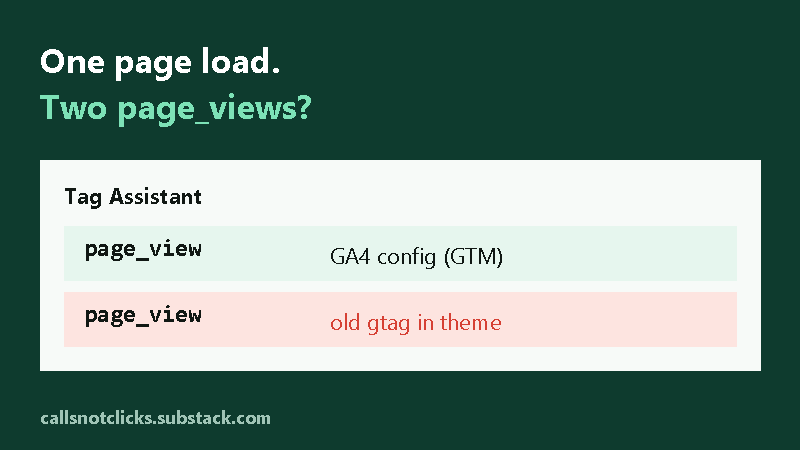 One page load.
Two page_views?
Tag Assistant
page_view GA4 config (GTM)
page_view old gtag in theme
callsnotclicks.substack.com